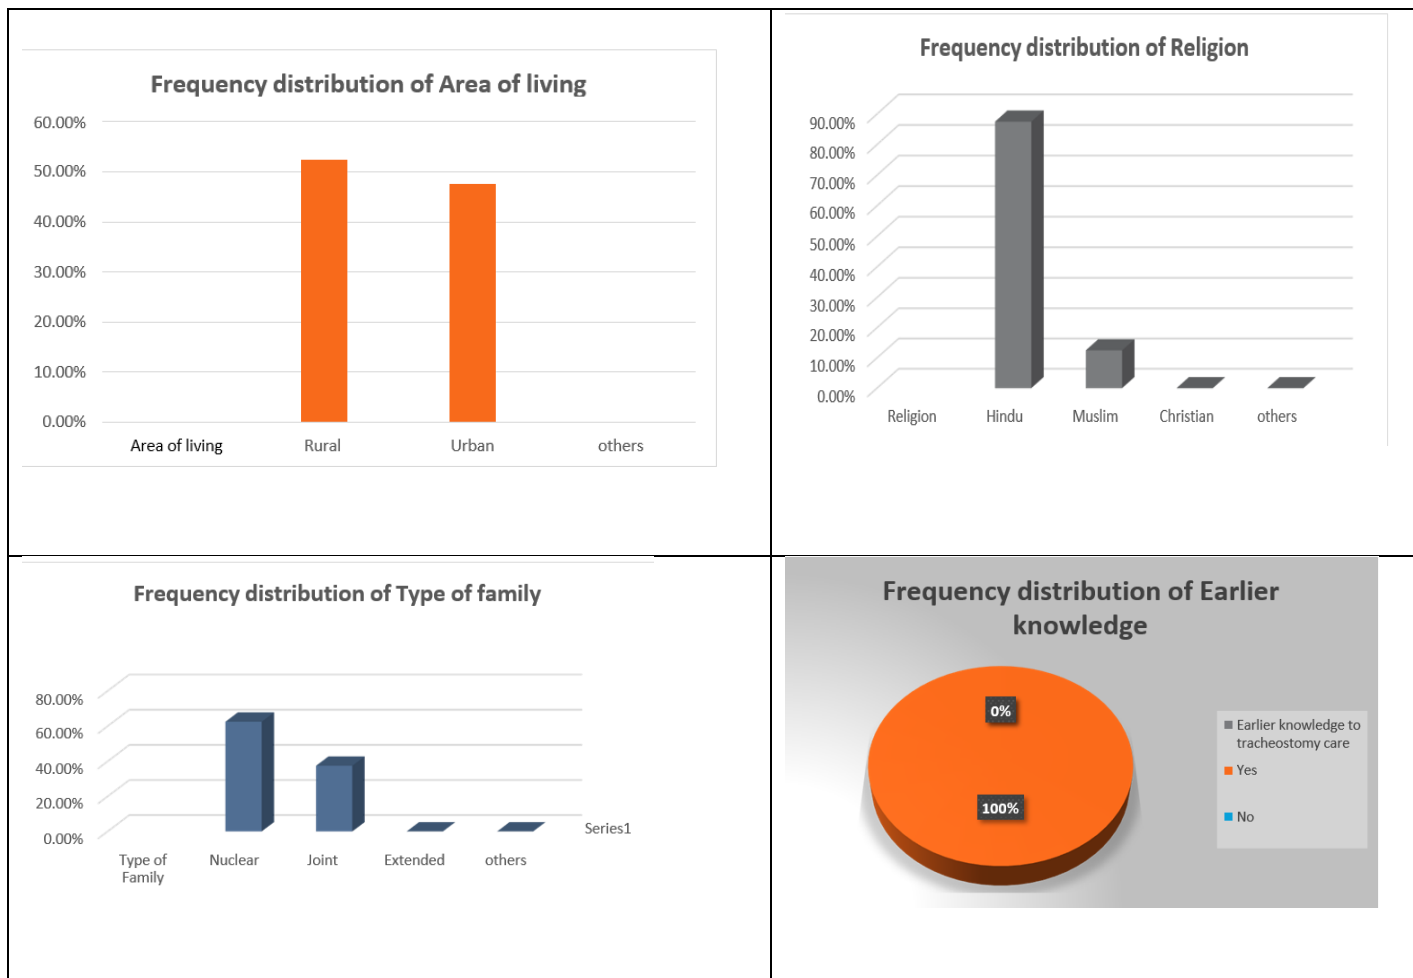 Frequency distribution of Area of living
60.00%
50.00%
40.00%
30.00%
20.00%
10.00%
0.00%
Area of living Rural Urban others
Frequency distribution of Religion
90.00%
80.00%
70.00%
60.00%
50.00%
40.00%
30.00%
20.00%
10.00%
0.00%
Religion Hindu Muslim Christian others
Frequency distribution of Type of family
80.00%
60.00%
40.00%
20.00%
0.00%
Series1
Type of Nuclear Joint Extended others
Family
Frequency distribution of Earlier
knowledge
0%
100%
Earlier knowledge to
tracheostomy care
Yes
No